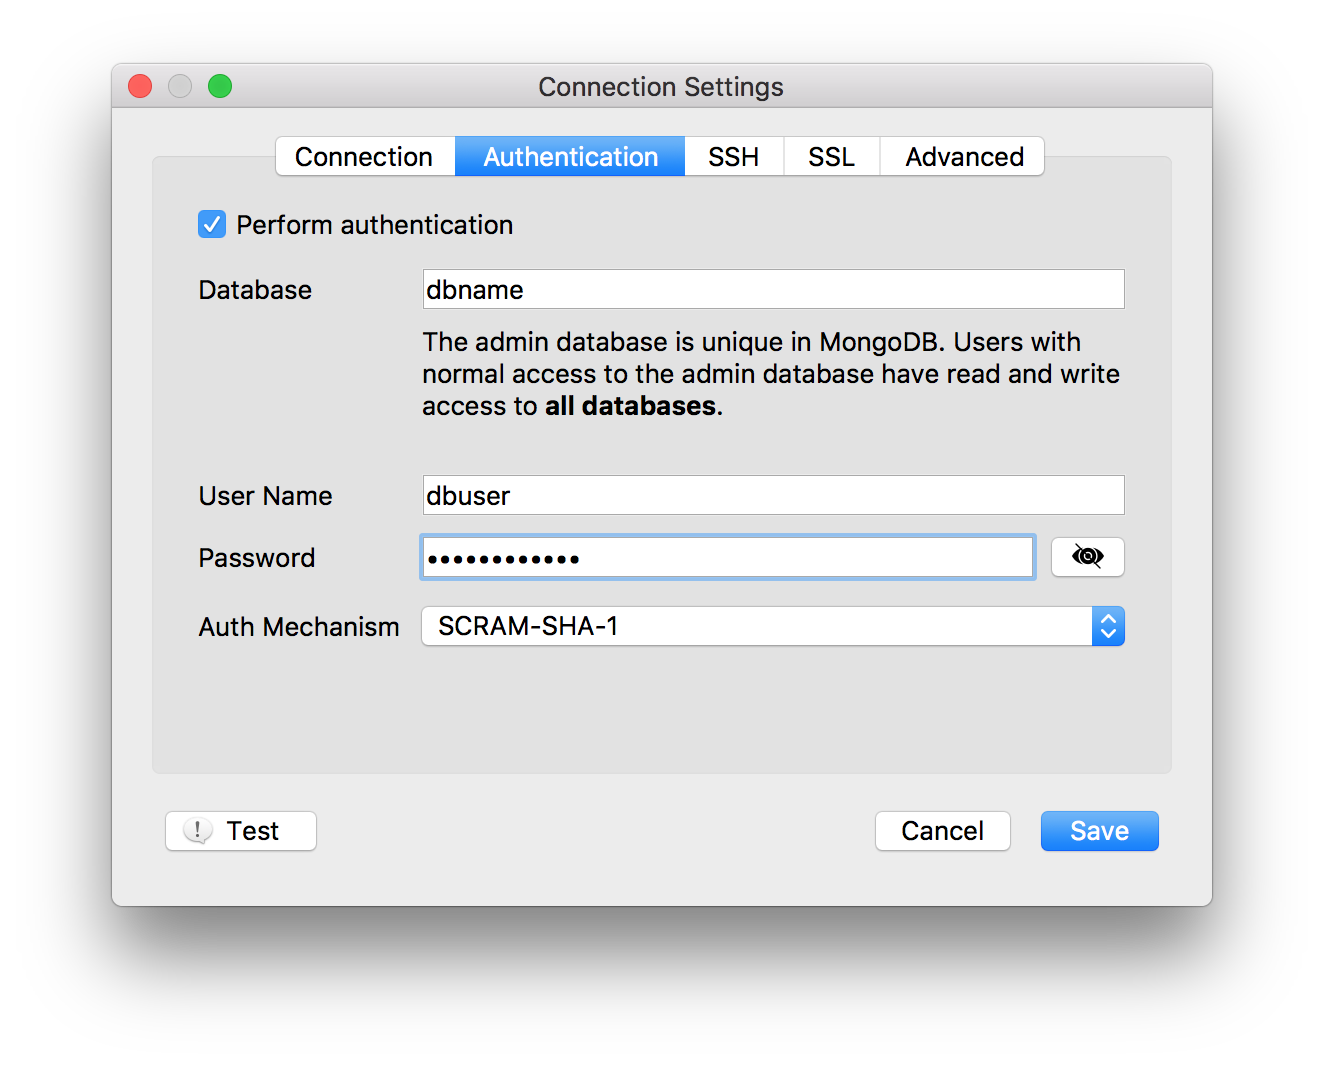 Connection Settings
Connection Authentication SSH SSL Advanced
Perform authentication
Database dbname
The admin database is unique in MongoDB. Users with
normal access to the admin database have read and write
access to all databases.
User Name dbuser
Password ••••••••••••
Auth Mechanism SCRAM-SHA-1
! Test Cancel Save